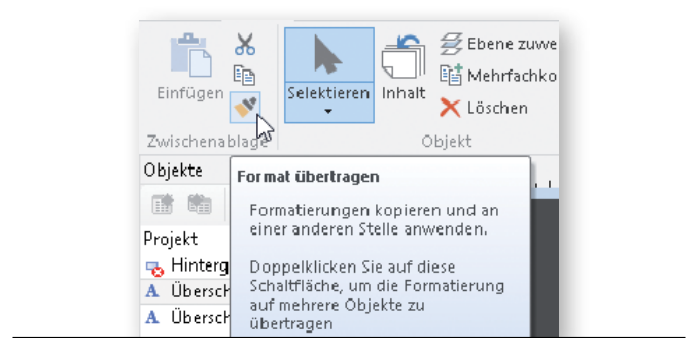 Einfügen
Selektieren
Inhalt
Ebene zuwe
Mehrfachko
Löschen
Zwischenablage
Objekt
Objekte
Format übertragen
Formatierungen kopieren und an
einer anderen Stelle anwenden.
Projekt
Hinterg
Doppelklicken Sie auf diese
Übersch
Schaltfläche, um die Formatierung
auf mehrere Objekte zu
Übersch
übertragen